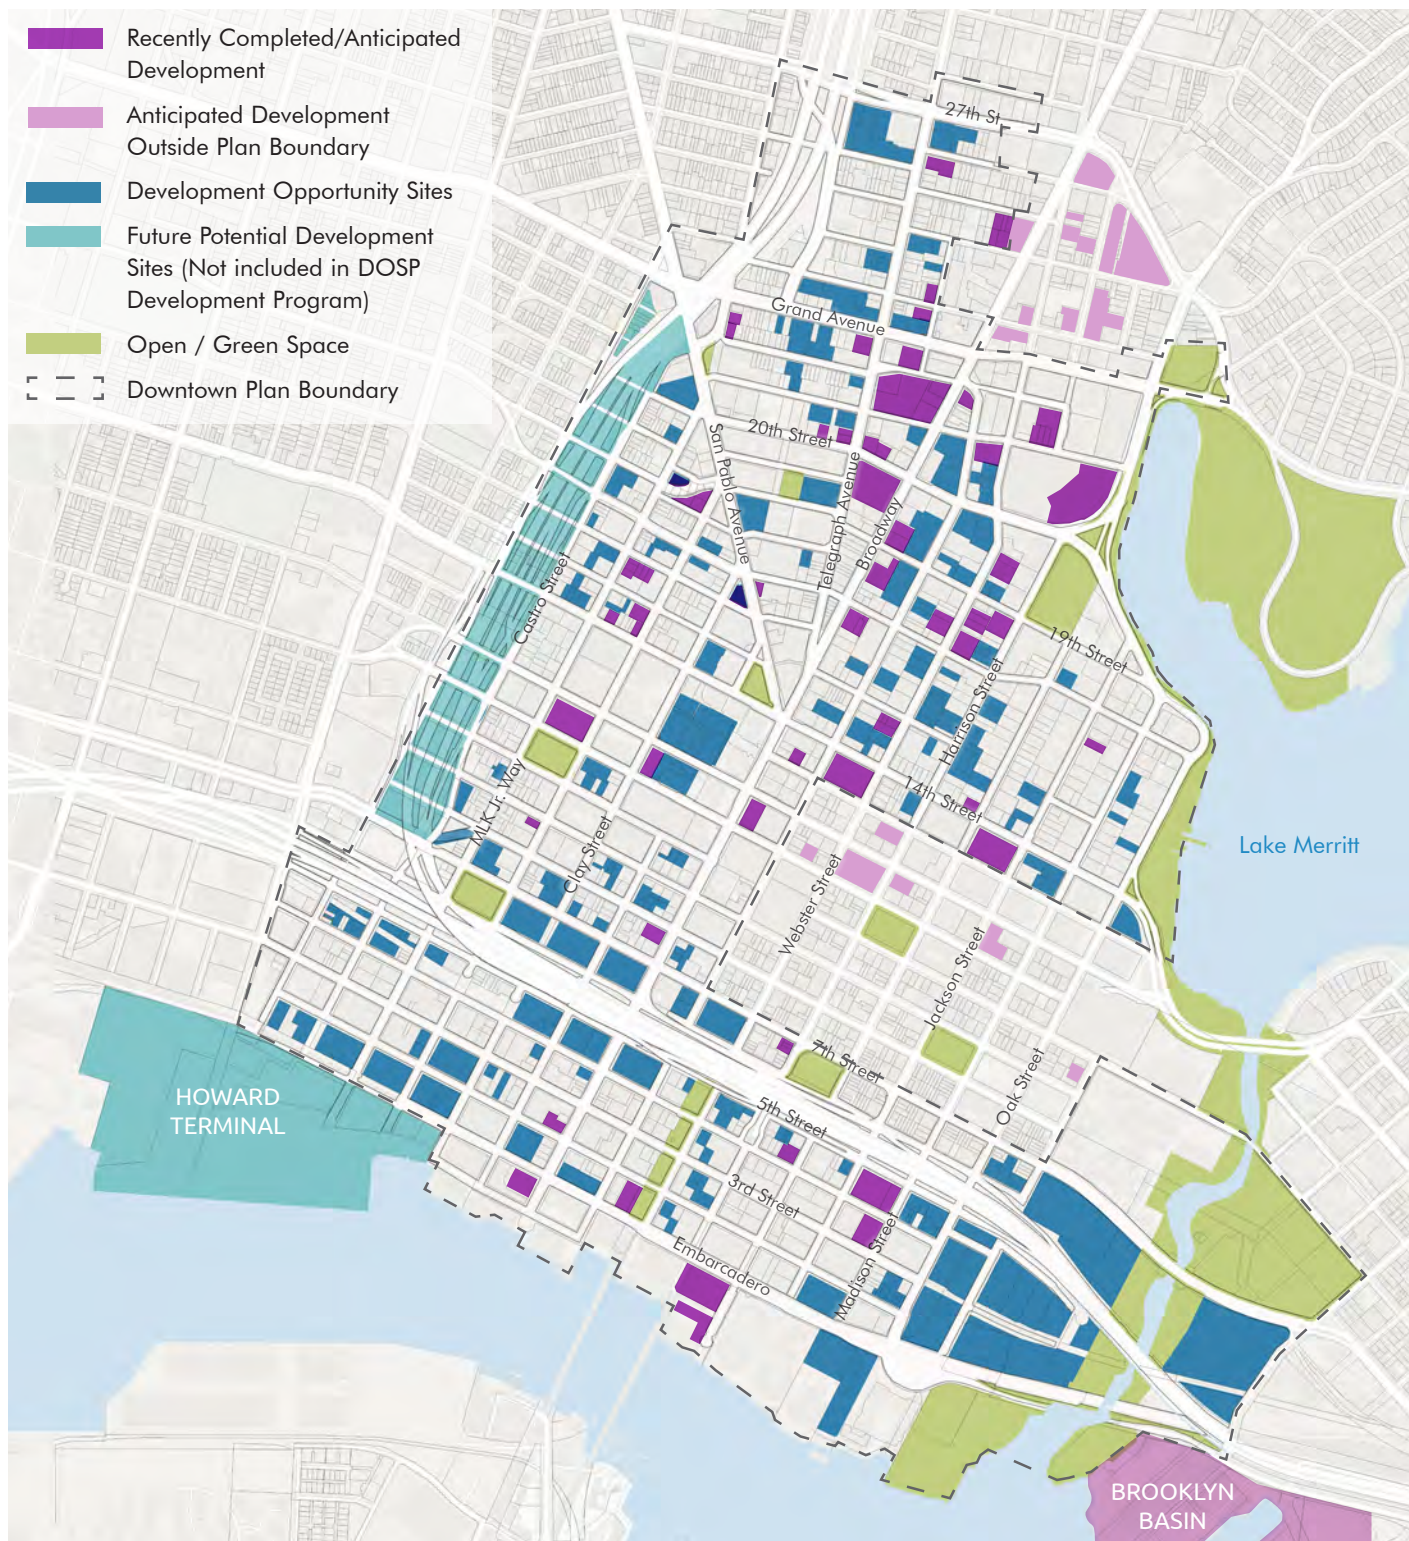 Recently Completed/Anticipated
Development
Anticipated Development
Outside Plan Boundary
Development Opportunity Sites
Future Potential Development
Sites (Not included in DOSP
Development Program)
Open / Green Space
Downtown Plan Boundary
27th St
Grand Avenue
20th Street
San Pablo Avenue
Telegraph Avenue
Broadway
Castro Street
19th Street
Harrison Street
14th Street
MLK Jr. Way
Clay Street
Lake Merritt
Webster Street
Jackson Street
7th Street
Oak Street
5th Street
HOWARD
TERMINAL
3rd Street
Madison Street
Embarcadero
BROOKLYN
BASIN